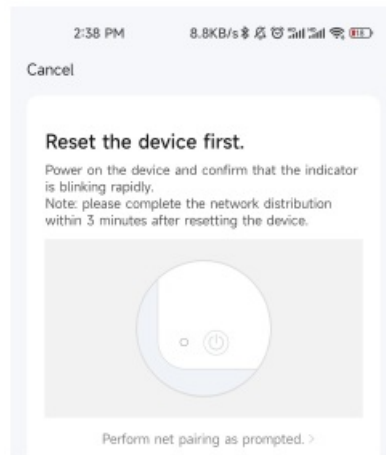 2:38 PM 8.8KB/s
Cancel
Reset the device first.
Power on the device and confirm that the indicator
is blinking rapidly.
Note: please complete the network distribution
within 3 minutes after resetting the device.
Perform net pairing as prompted. >